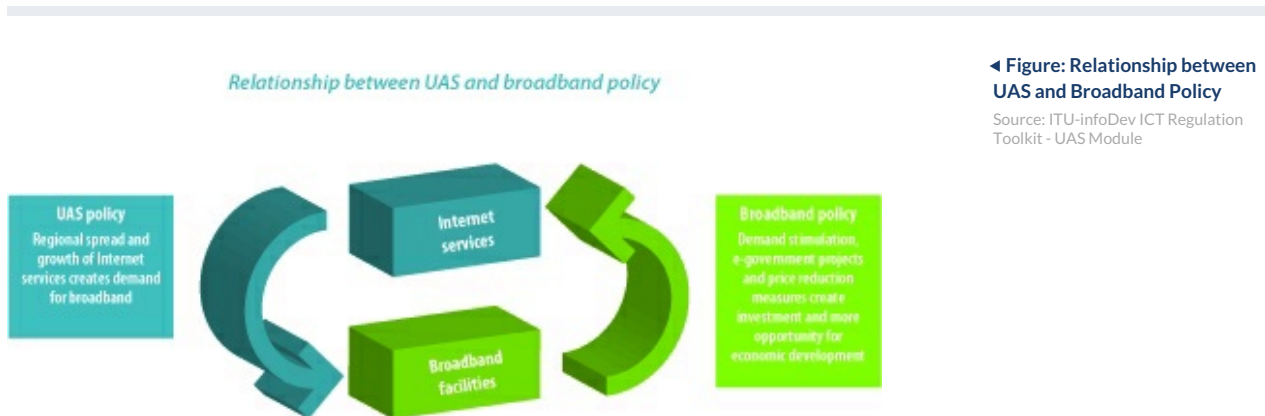 Relationship between UAS and broadband policy
◄ Figure: Relationship between
UAS and Broadband Policy
Source: ITU-infoDev ICT Regulation
Toolkit - UAS Module
UAS policy
Regional spread and
growth of Internet
services creates demand
for broadband
Internet
services
Broadband
facilities
Broadband policy
Demand stimulation,
e-government projects
and price reduction
measures create
investment and more
opportunity for
economic development